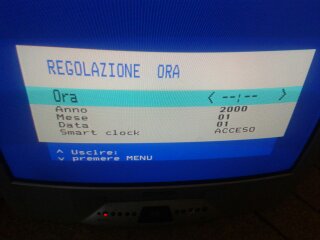 REGOLAZIONE ORA
Ora < --:-- >
Anno 2000
Mese 01
Data 01
Smart clock ACCESO
^ Uscire:
v premere MENU